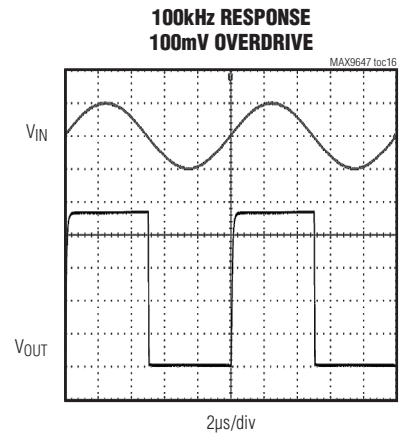 100kHz RESPONSE
100mV OVERDRIVE
MAX9647 toc16
VIN
VOUT
2µs/div